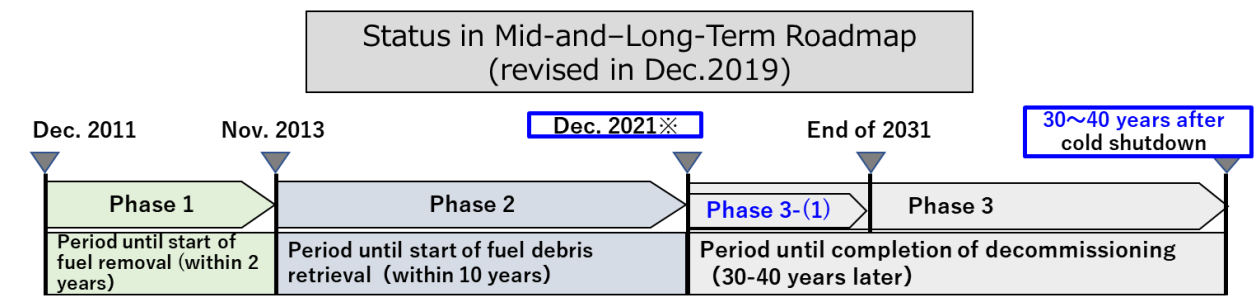 Status in Mid-and–Long-Term Roadmap
(revised in Dec.2019)
Dec. 2011
Nov. 2013
Dec. 2021※
End of 2031
30～40 years after
cold shutdown
Phase 1
Phase 2
Phase 3-(1)
Phase 3
Period until start of
fuel removal (within 2
years)
Period until start of fuel debris
retrieval（within 10 years）
Period until completion of decommissioning
（30-40 years later）